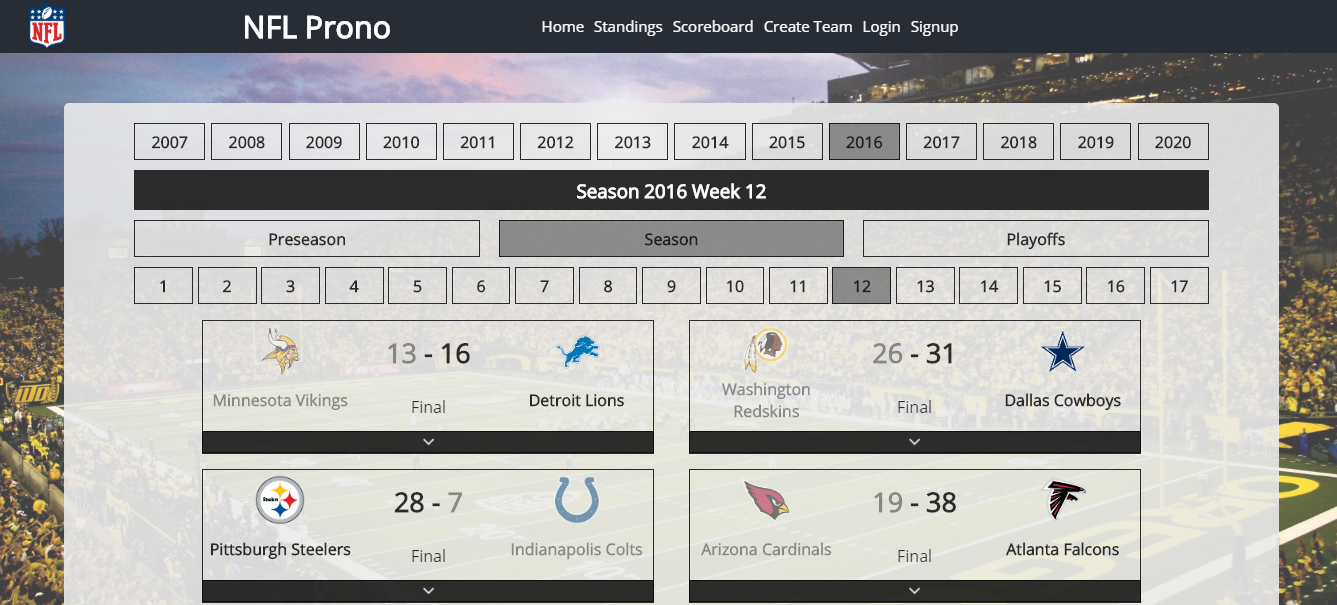 NFL
NFL Prono
Home Standings Scoreboard Create Team Login Signup
2007 2008 2009 2010 2011 2012 2013 2014 2015 2016 2017 2018 2019 2020
Season 2016 Week 12
Preseason Season Playoffs
1 2 3 4 5 6 7 8 9 10 11 12 13 14 15 16 17
13 - 16
Minnesota Vikings
Final
Detroit Lions
26 - 31
Washington
Redskins
Final
Dallas Cowboys
Steelers
28 - 7
Pittsburgh Steelers
Final
Indianapolis Colts
19 - 38
Arizona Cardinals
Final
Atlanta Falcons